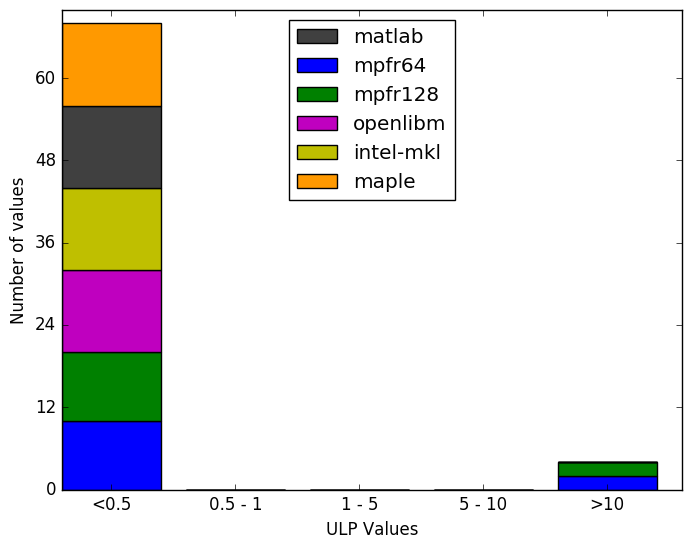 matlab
mpfr64
mpfr128
openlibm
intel-mkl
maple
Number of values
60
48
36
24
12
0
<0.5 0.5 - 1 1 - 5 5 - 10 >10
ULP Values